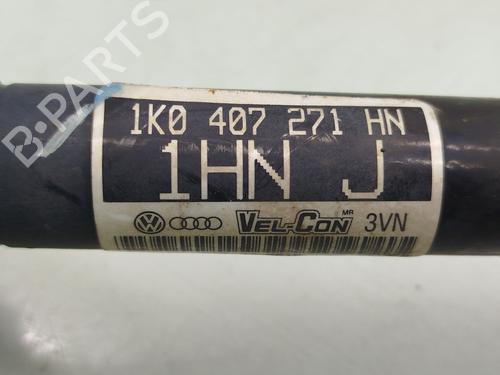 B-PARTS
1K0 407 271 HN
1HN J
VEL-CON MR 3VN